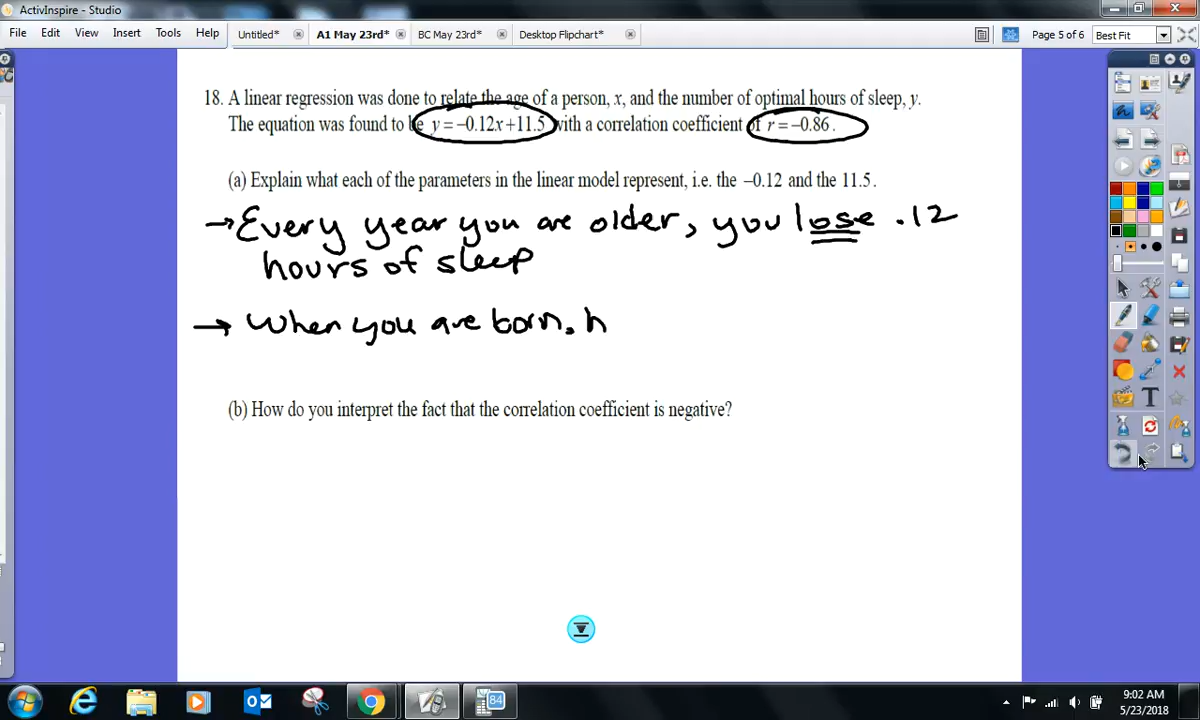 ActivInspire - Studio
File Edit View Insert Tools Help
Untitled* A1 May 23rd* BC May 23rd* Desktop Flipchart*
Page 5 of 6 Best Fit
18. A linear regression was done to relate the age of a person, x, and the number of optimal hours of sleep, y.
The equation was found to be y = −0.12x + 11.5 with a correlation coefficient of r = −0.86.
(a) Explain what each of the parameters in the linear model represent, i.e. the −0.12 and the 11.5.
→ Every year you are older, you lose .12
hours of sleep
→ When you are born, h
(b) How do you interpret the fact that the correlation coefficient is negative?
84
9:02 AM
5/23/2018